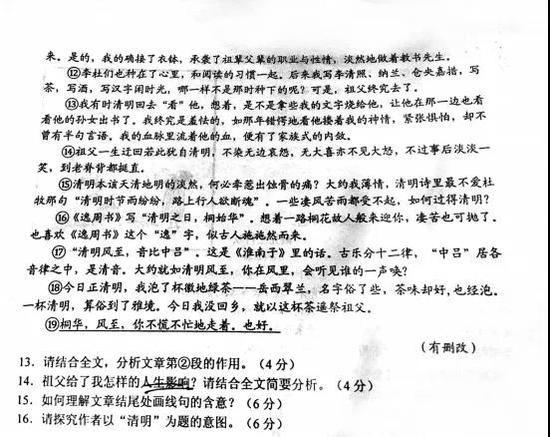 来。是的，我的确接了衣钵，承袭了祖辈父辈的职业与性情，淡然地做着教书先生。
⑫李杜们也种在了心里，和阅读的习惯一起。后来我写李清照、纳兰、仓央嘉措，写
茶，写酒，写汉字闲时光，哪一样不是那时种下的呢？可是，祖父终究去了。
⑬我有时清明回去“看”他，想着，是不是拿些我的文字烧给他，让他在那一边也看
看他的孙女出书了。我终究是羞怯的，如那年错愕地看他搂着我的神情，紧张惧怕，却不
曾有半句言语。我的血脉里流着他的血，便有了家族式的内敛。
⑭祖父一生迂回若此犹自清明，不染无边哀怨，无大喜亦不见大怒，不过事后淡淡一
笑，到老脊背都挺直。
⑮清明本该天清地明的淡然，何必牵惹出蚀骨的痛？大约我薄情，清明诗里最不爱杜
牧那句“清明时节雨纷纷，路上行人欲断魂”。一些凄风苦雨都受不起，如何过得清明？
⑯《逸周书》写“清明之日，桐始华”。想着一路桐花故人般来迎你，凄苦也可抛了。
也喜欢《逸周书》这个“逸”字，似古人施施然而来。
⑰“清明风至，音比中吕”。这是《淮南子》里的话。古乐分十二律，“中吕”居各
音律之中，是清音。大约就如清明风至，你在风里，会听见谁的一声唤？
⑱今日正清明，我沧了杯徽地绿茶——岳西翠兰，名字俗了些，茶味却好，也经泡。
一杯清明，算俗到了雅境。今日我没回乡，就以这杯茶遥祭祖父。
⑲桐华，风至，你不慌不忙地走着。也好。
（有删改）
13．请结合全文，分析文章第②段的作用。（4 分）
14．祖父给了我怎样的人生影响？请结合全文简要分析。（4 分）
15．如何理解文章结尾处画线句的含意？（6 分）
16．请探究作者以“清明”为题的意图。（6 分）